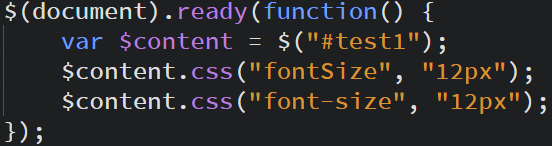 $(document).ready(function() {
    var $content = $("#test1");
    $content.css("fontSize", "12px");
    $content.css("font-size", "12px");
});